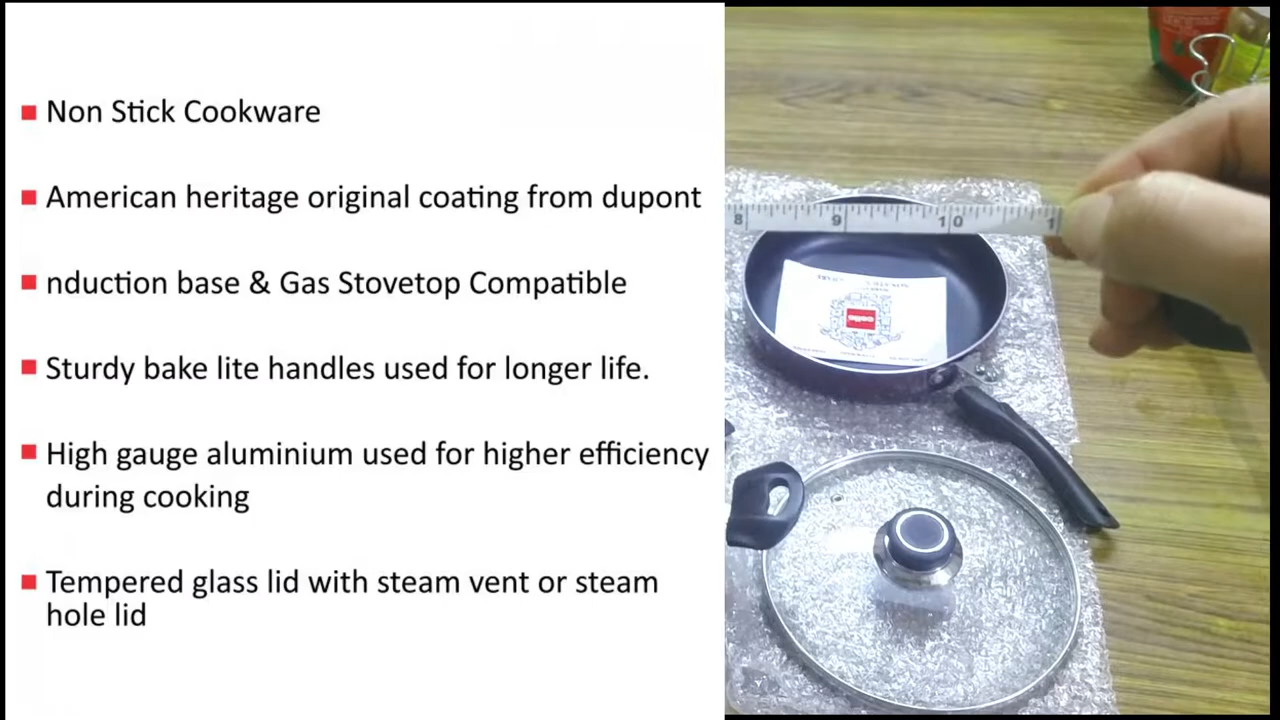 Non Stick Cookware
American heritage original coating from dupont
nduction base & Gas Stovetop Compatible
Sturdy bake lite handles used for longer life.
High gauge aluminium used for higher efficiency
during cooking
Tempered glass lid with steam vent or steam
hole lid
8 9 10 1
cello